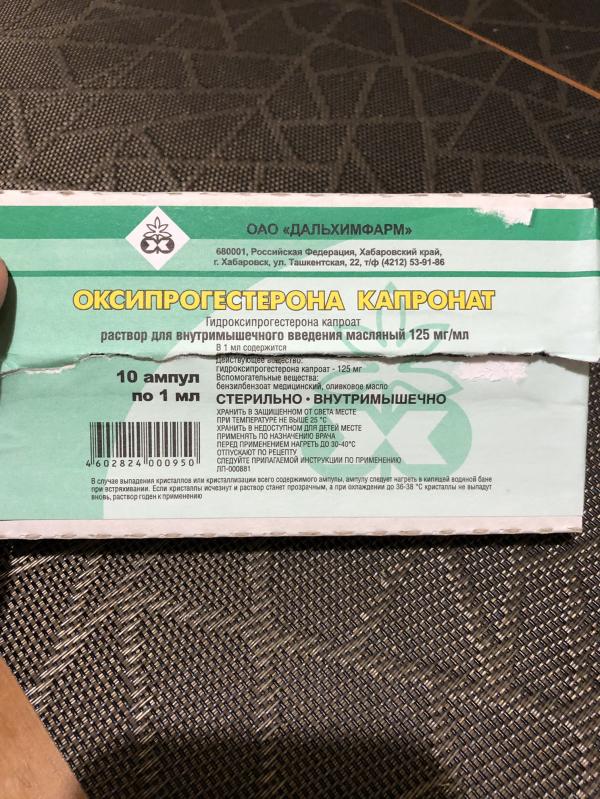 ОАО «ДАЛЬХИМФАРМ»
680001, Российская Федерация, Хабаровский край,
г. Хабаровск, ул. Ташкентская, 22, т/ф (4212) 53-91-86
ОКСИПРОГЕСТЕРОНА КАПРОНАТ
Гидроксипрогестерона капроат
раствор для внутримышечного введения масляный 125 мг/мл
В 1 мл содержится
Действующее вещество:
гидроксипрогестерона капроат - 125 мг
Вспомогательные вещества:
бензилбензоат медицинский, оливковое масло
10 ампул
по 1 мл
СТЕРИЛЬНО • ВНУТРИМЫШЕЧНО
ХРАНИТЬ В ЗАЩИЩЕННОМ ОТ СВЕТА МЕСТЕ
ПРИ ТЕМПЕРАТУРЕ НЕ ВЫШЕ 25 °С
ХРАНИТЬ В НЕДОСТУПНОМ ДЛЯ ДЕТЕЙ МЕСТЕ
ПРИМЕНЯТЬ ПО НАЗНАЧЕНИЮ ВРАЧА
ПЕРЕД ПРИМЕНЕНИЕМ НАГРЕТЬ ДО 30-40°С
ОТПУСКАЮТ ПО РЕЦЕПТУ
СЛЕДУЙТЕ ПРИЛАГАЕМОЙ ИНСТРУКЦИИ ПО ПРИМЕНЕНИЮ
ЛП-000881
4 602824 000950
В случае выпадения кристаллов или кристаллизации всего содержимого ампулы, ампулу следует нагреть в кипящей водяной бане
при встряхивании. Если кристаллы исчезнут и раствор станет прозрачным, а при охлаждении до 36-38 °С кристаллы не выпадут
вновь, раствор годен к применению